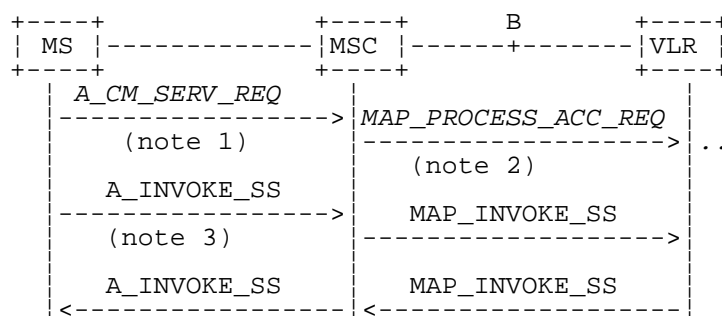 B
MS MSC VLR
A_CM_SERV_REQ
MAP_PROCESS_ACC_REQ
(note 1) ..
(note 2)
A_INVOKE_SS
MAP_INVOKE_SS
(note 3)
A_INVOKE_SS MAP_INVOKE_SS